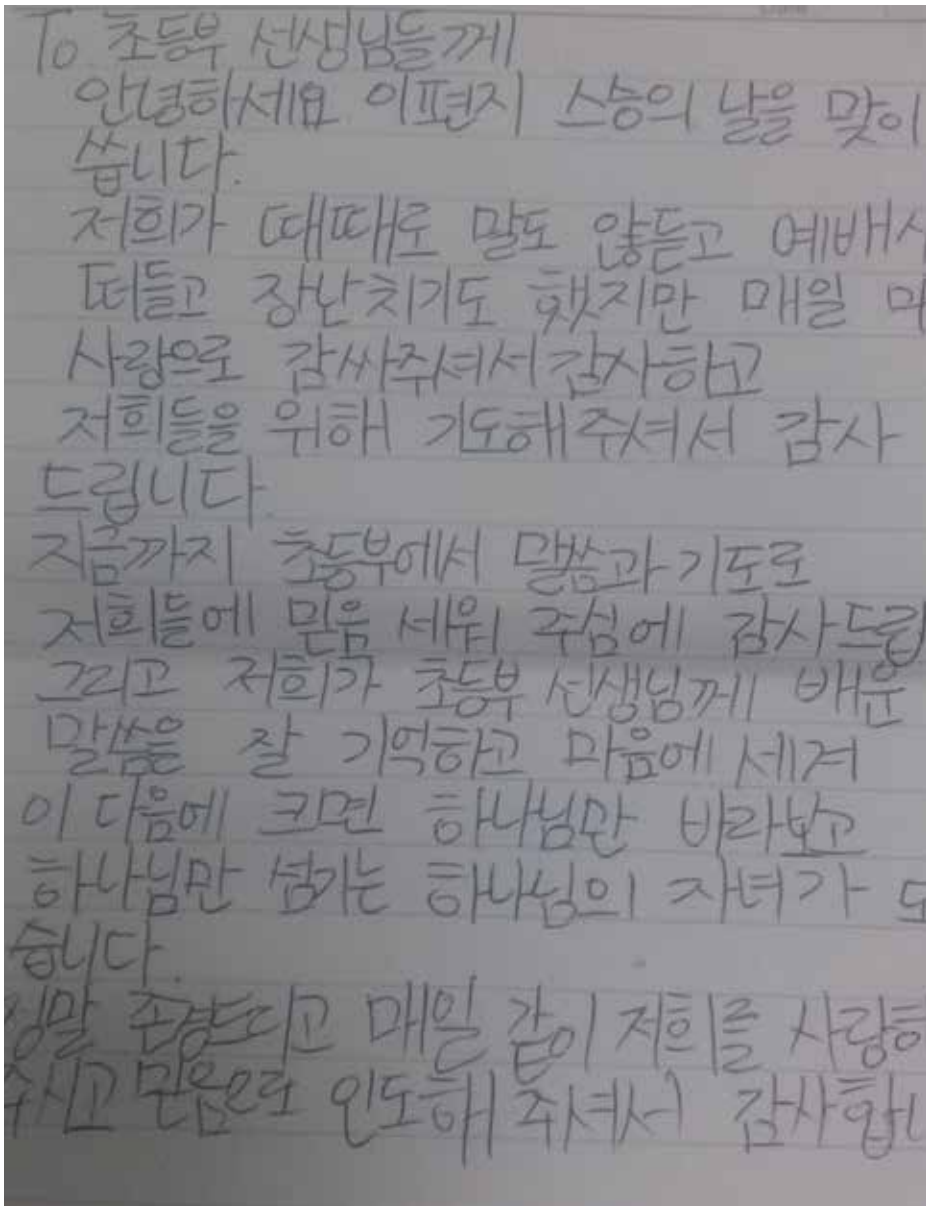 To 초등부 선생님들께
안녕하세요 이편지 스승의 날을 맞이
씁니다.
저희가 때때로 말도 않듣고 예배시
떠들고 장난치기도 했지만 매일
사랑으로 감싸주셔서 감사하고
저희들을 위해 기도해주셔서 감사
드립니다.
지금까지 초등부에서 말씀과 기도로
저희들에 믿음 세워 주심에 감사드립
그리고 저희가 초등부 선생님께 배운
말씀을 잘 기억하고 마음에 세겨
이 다음에 크면 하나님만 바라보고
하나님만 섬기는 하나님의 자녀가
습니다.
정말 존경드리고 매일 같이 저희를 사랑하
주시고 믿음으로 인도해 주셔서 감사합니